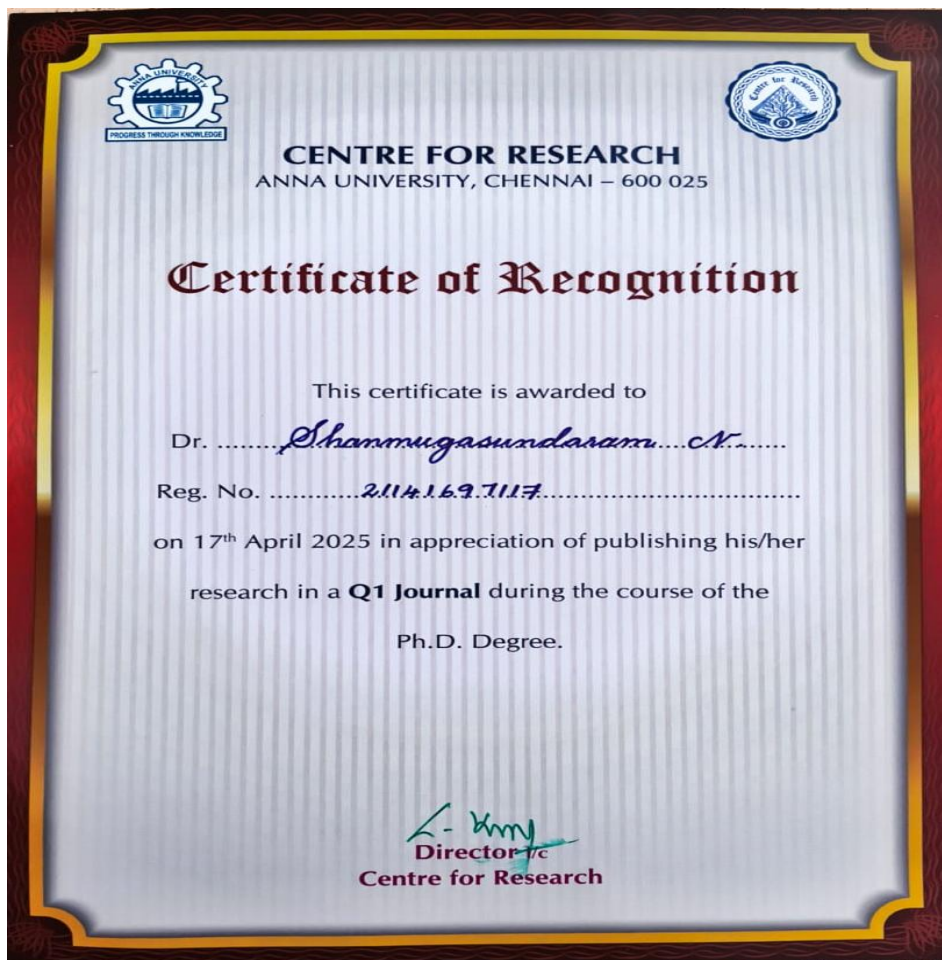 ANNA UNIVERSITY
PROGRESS THROUGH KNOWLEDGE
Centre for Research
CENTRE FOR RESEARCH
ANNA UNIVERSITY, CHENNAI – 600 025
Certificate of Recognition
This certificate is awarded to
Dr. ........Shanmugasundaram....N.......
Reg. No. ............21141697117....................................
on 17th April 2025 in appreciation of publishing his/her
research in a Q1 Journal during the course of the
Ph.D. Degree.
Director i/c
Centre for Research